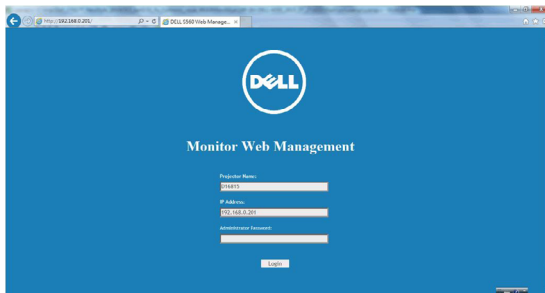 http://192.168.0.201/
DELL S560 Web Manage...
DELL
Monitor Web Management
Projector Name:
D16815
IP Address:
192.168.0.201
Administrator Password:
Login